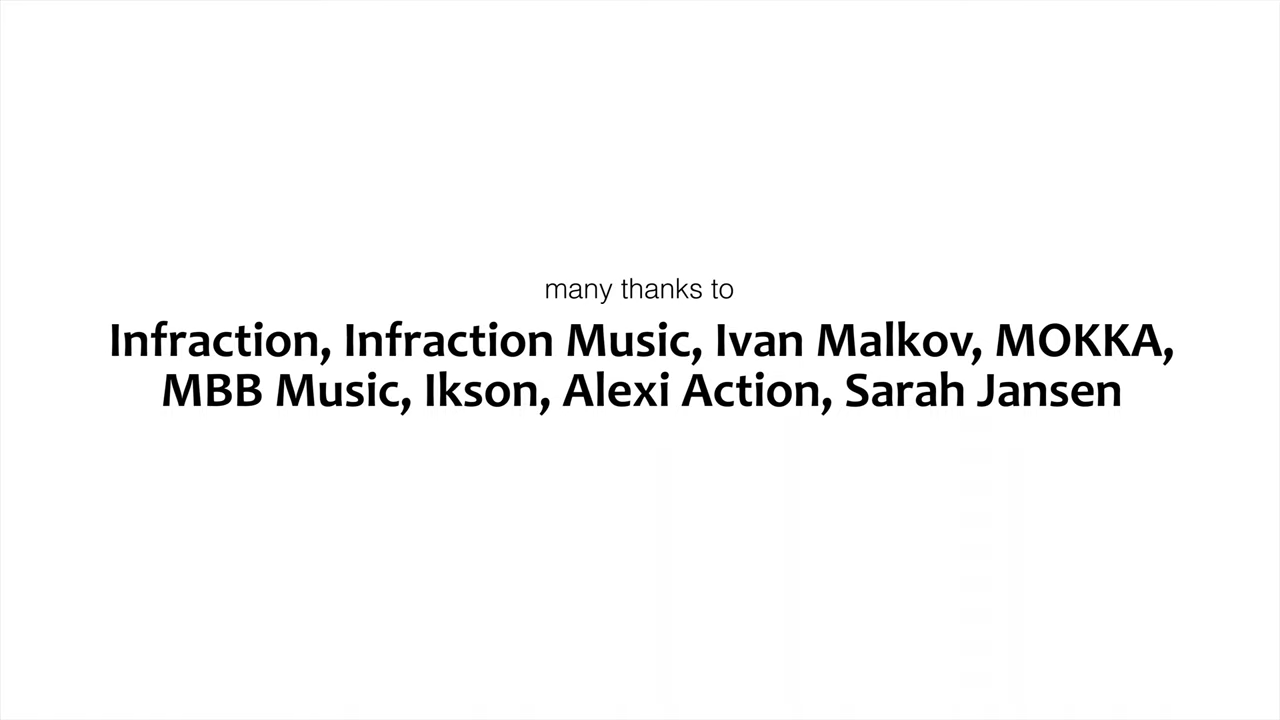 many thanks to
Infraction, Infraction Music, Ivan Malkov, MOKKA,
MBB Music, Ikson, Alexi Action, Sarah Jansen